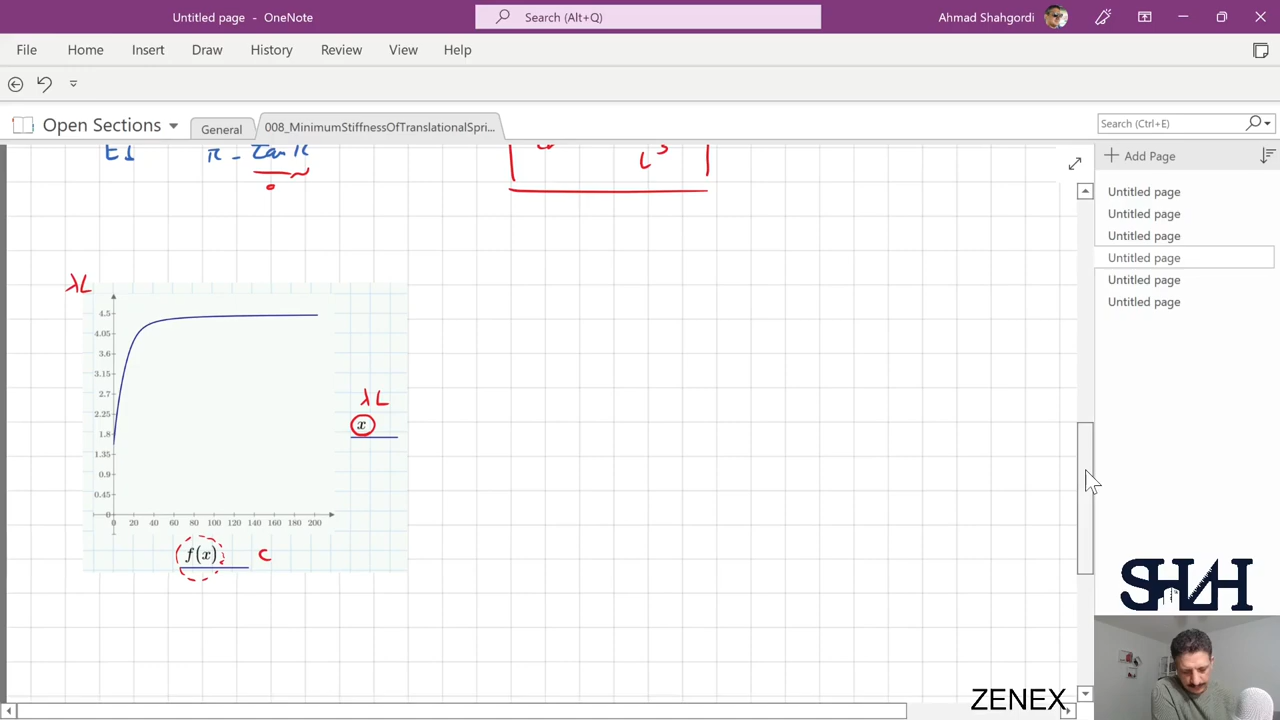 Untitled page - OneNote
Search (Alt+Q)
Ahmad Shahgordi
File Home Insert Draw History Review View Help
Open Sections
General
008_MinimumStiffnessOfTranslationalSpri...
Search (Ctrl+E)
Add Page
Untitled page
Untitled page
Untitled page
Untitled page
Untitled page
Untitled page
EI π - tan π
L³
λL
4.5
4.05
3.6
3.15
2.7
2.25
1.8
1.35
0.9
0.45
0
0 20 40 60 80 100 120 140 160 180 200
λL
x
f(x) c
SHAH
ZENEX